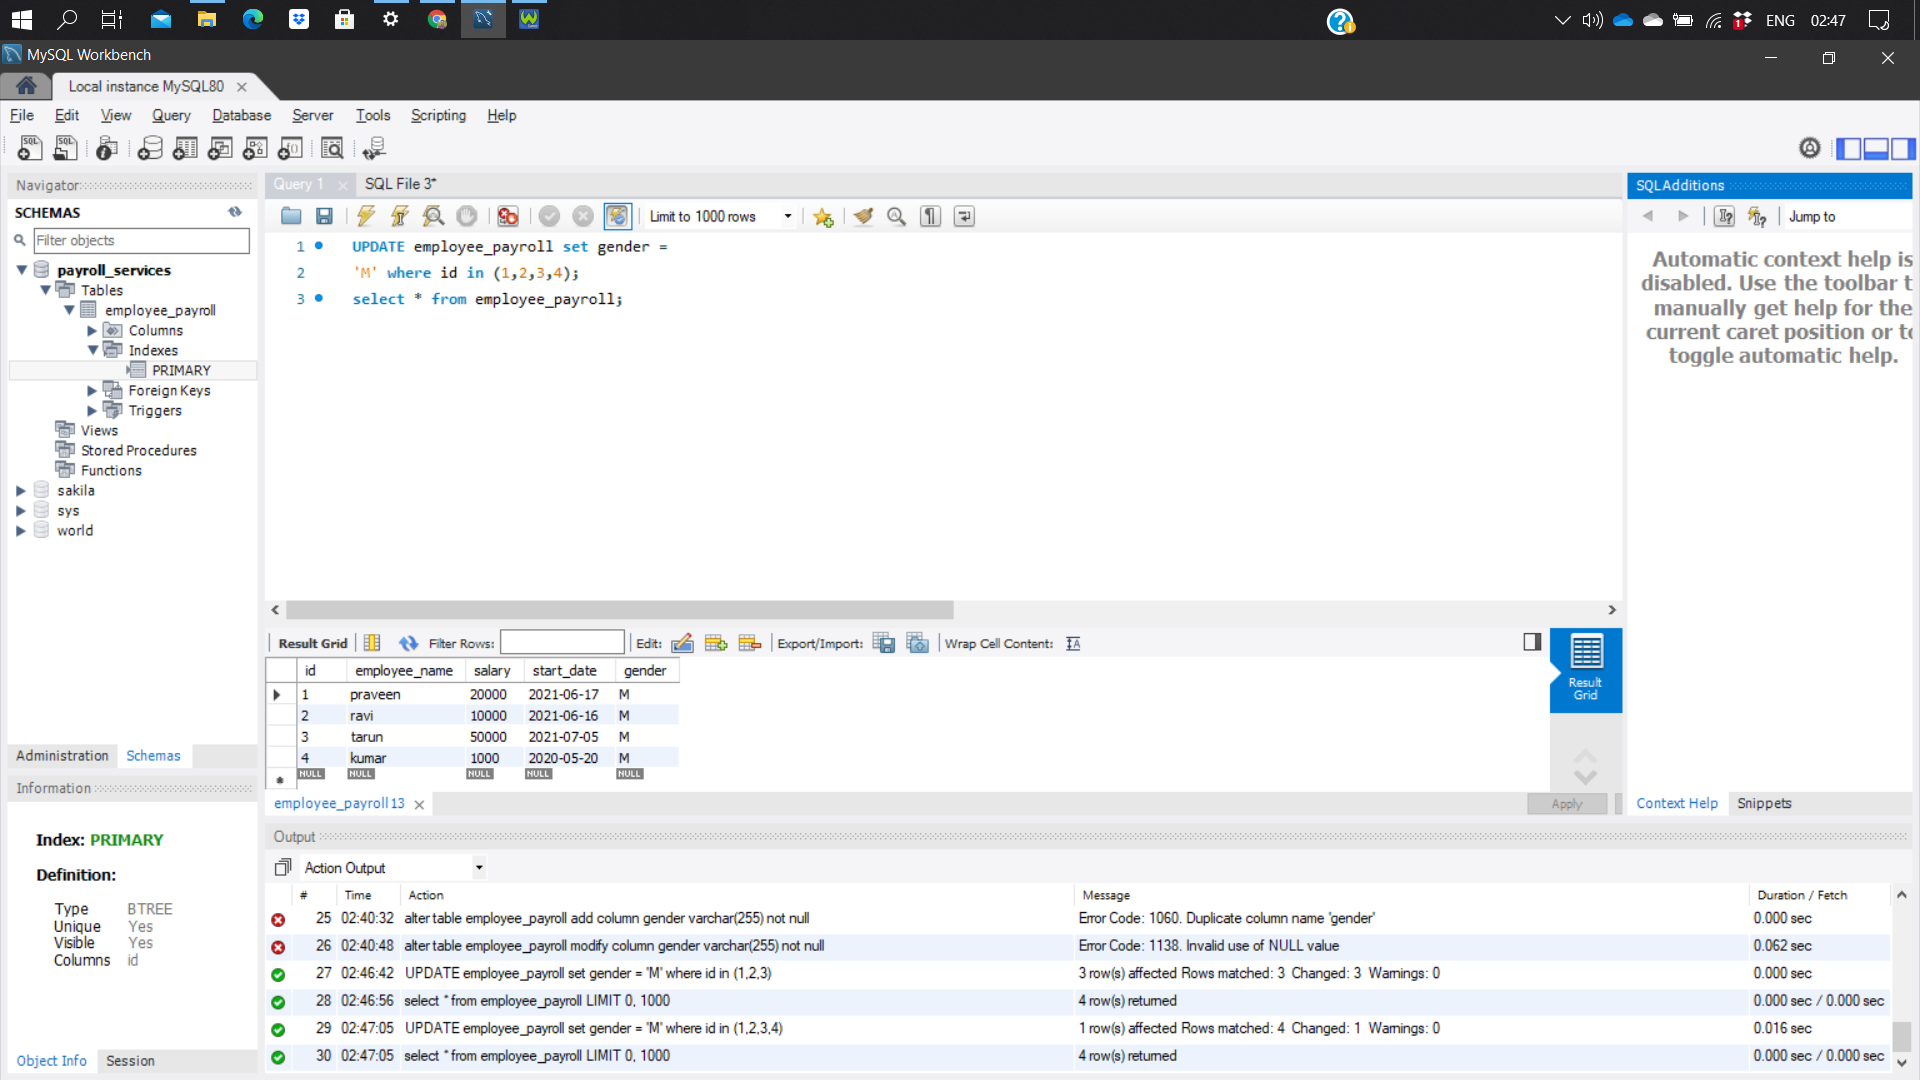 ENG 02:47
MySQL Workbench
Local instance MySQL80
File Edit View Query Database Server Tools Scripting Help
Navigator
SCHEMAS
Filter objects
payroll_services
Tables
employee_payroll
Columns
Indexes
PRIMARY
Foreign Keys
Triggers
Views
Stored Procedures
Functions
sakila
sys
world
Administration Schemas
Information
Index: PRIMARY
Definition:
Type BTREE
Unique Yes
Visible Yes
Columns id
Object Info Session
Query 1 SQL File 3*
Limit to 1000 rows
1 UPDATE employee_payroll set gender =
2 'M' where id in (1,2,3,4);
3 select * from employee_payroll;
Result Grid Filter Rows: Edit: Export/Import: Wrap Cell Content:
id employee_name salary start_date gender
1 praveen 20000 2021-06-17 M
2 ravi 10000 2021-06-16 M
3 tarun 50000 2021-07-05 M
4 kumar 1000 2020-05-20 M
NULL NULL NULL NULL NULL
Result
Grid
employee_payroll 13
Apply
SQLAdditions
Jump to
Automatic context help is
disabled. Use the toolbar t
manually get help for the
current caret position or to
toggle automatic help.
Context Help Snippets
Output
Action Output
# Time Action Message Duration / Fetch
25 02:40:32 alter table employee_payroll add column gender varchar(255) not null Error Code: 1060. Duplicate column name 'gender' 0.000 sec
26 02:40:48 alter table employee_payroll modify column gender varchar(255) not null Error Code: 1138. Invalid use of NULL value 0.062 sec
27 02:46:42 UPDATE employee_payroll set gender = 'M' where id in (1,2,3) 3 row(s) affected Rows matched: 3 Changed: 3 Warnings: 0 0.000 sec
28 02:46:56 select * from employee_payroll LIMIT 0, 1000 4 row(s) returned 0.000 sec / 0.000 sec
29 02:47:05 UPDATE employee_payroll set gender = 'M' where id in (1,2,3,4) 1 row(s) affected Rows matched: 4 Changed: 1 Warnings: 0 0.016 sec
30 02:47:05 select * from employee_payroll LIMIT 0, 1000 4 row(s) returned 0.000 sec / 0.000 sec